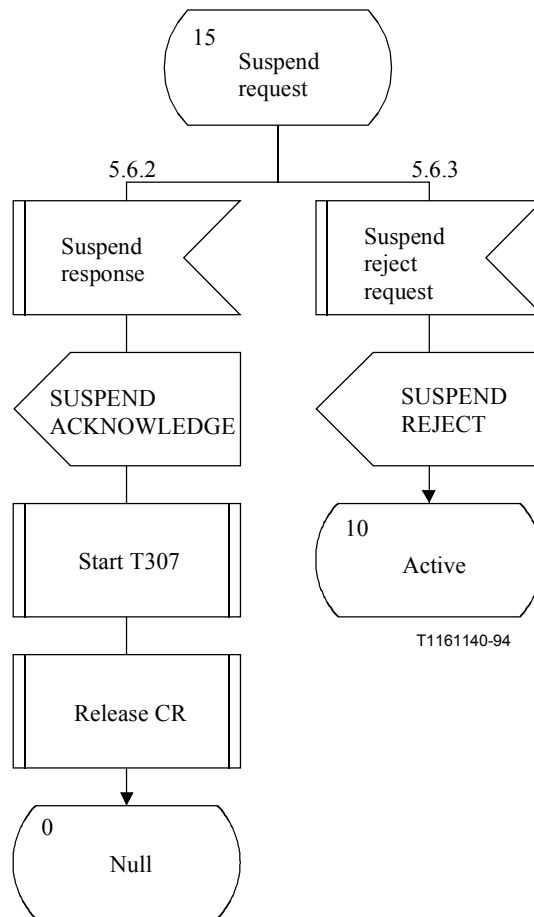 15
Suspend
request
5.6.2
5.6.3
Suspend
response
Suspend
reject
request
SUSPEND
ACKNOWLEDGE
SUSPEND
REJECT
Start T307
10
Active
T1161140-94
Release CR
0
Null